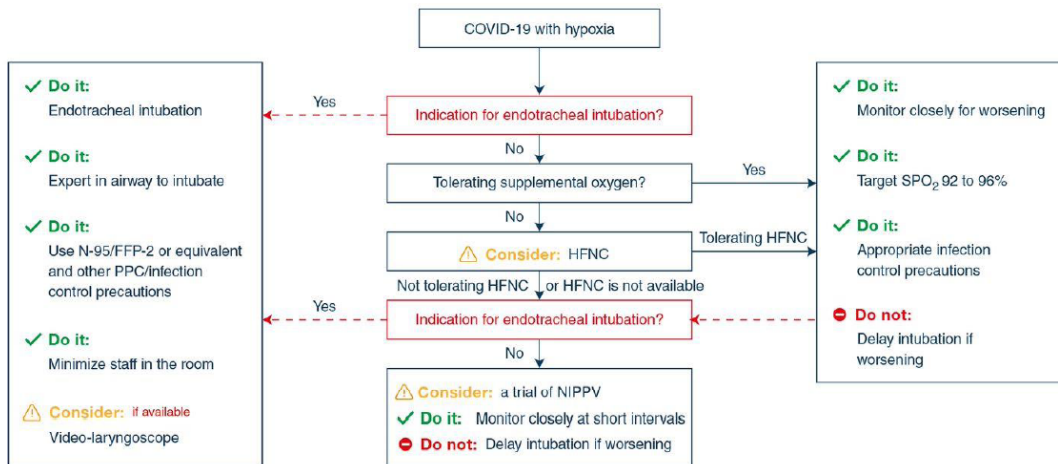 COVID-19 with hypoxia
Do it:
Endotracheal intubation
Do it:
Expert in airway to intubate
Do it:
Use N-95/FFP-2 or equivalent
and other PPC/infection
control precautions
Do it:
Minimize staff in the room
Consider: if available
Video-laryngoscope
Yes
Indication for endotracheal intubation?
No
Tolerating supplemental oxygen?
Yes
No
Consider: HFNC
Tolerating HFNC
Not tolerating HFNC or HFNC is not available
Yes
Indication for endotracheal intubation?
No
Consider: a trial of NIPPV
Do it: Monitor closely at short intervals
Do not: Delay intubation if worsening
Do it:
Monitor closely for worsening
Do it:
Target SPO₂ 92 to 96%
Do it:
Appropriate infection
control precautions
Do not:
Delay intubation if
worsening